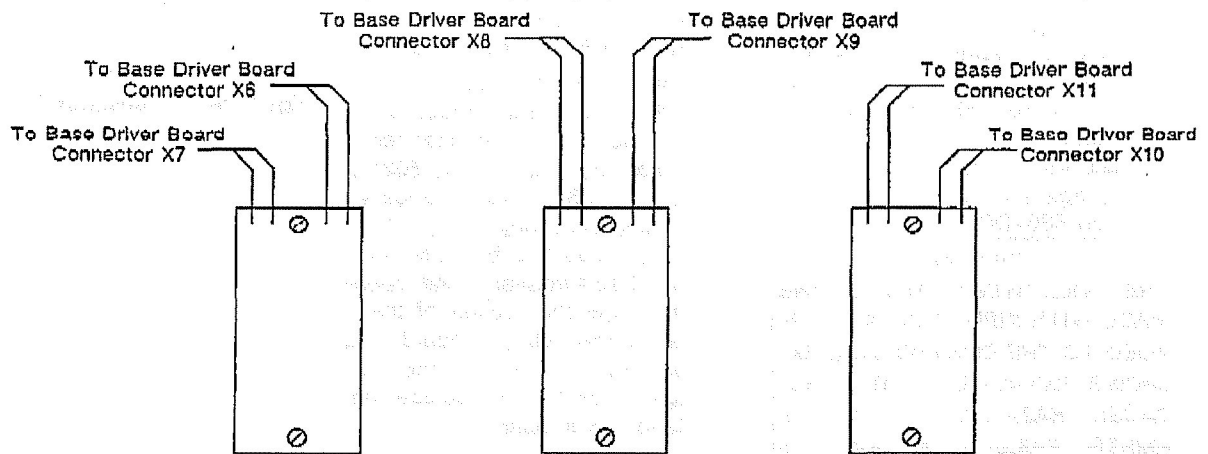 To Base Driver Board
Connector X8
To Base Driver Board
Connector X9
To Base Driver Board
Connector X6
To Base Driver Board
Connector X11
To Base Driver Board
Connector X7
To Base Driver Board
Connector X10